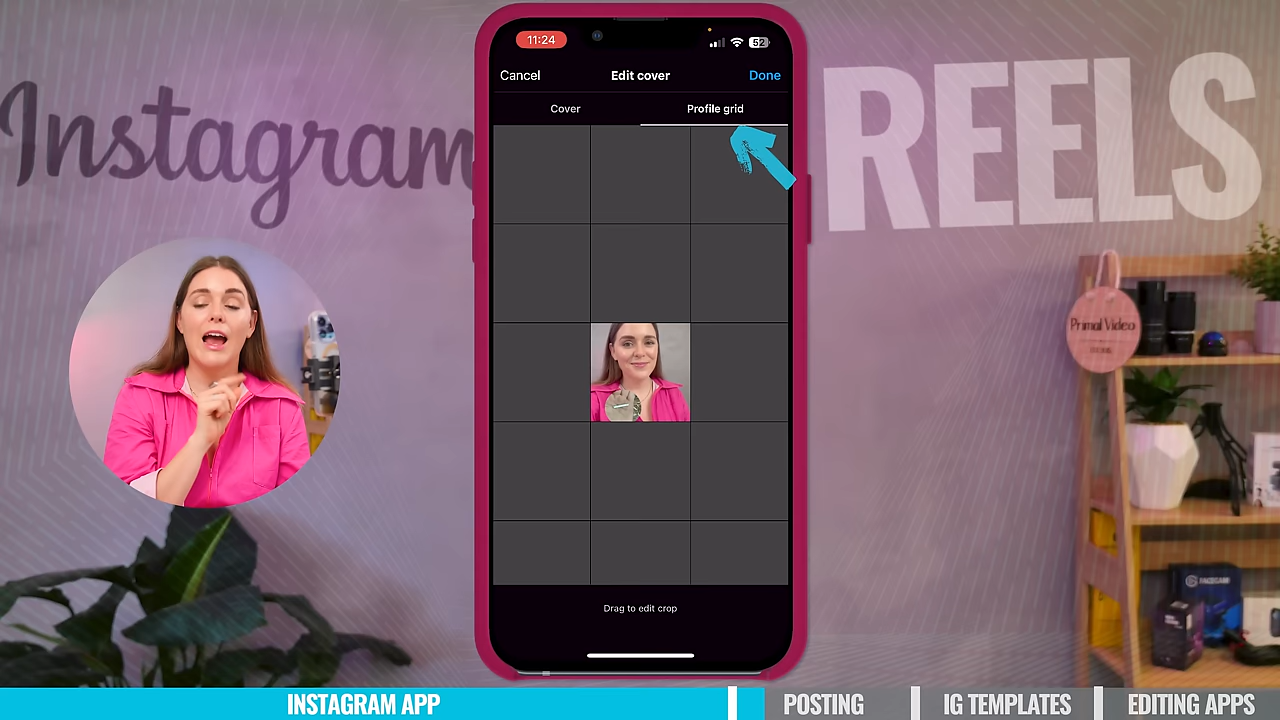 Instagram
REELS
11:24
52
Cancel
Edit cover
Done
Cover
Profile grid
Drag to edit crop
Primal Video
INSTAGRAM APP
POSTING
IG TEMPLATES
EDITING APPS